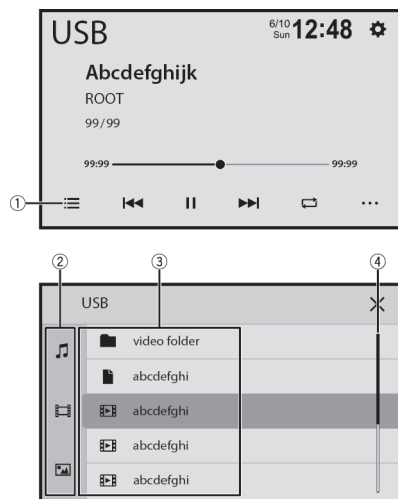 USB
6/10
Sun
12:48
Abcdefghijk
ROOT
99/99
99:99
99:99
①
②
③
④
USB
video folder
abcdefghi
abcdefghi
abcdefghi
abcdefghi